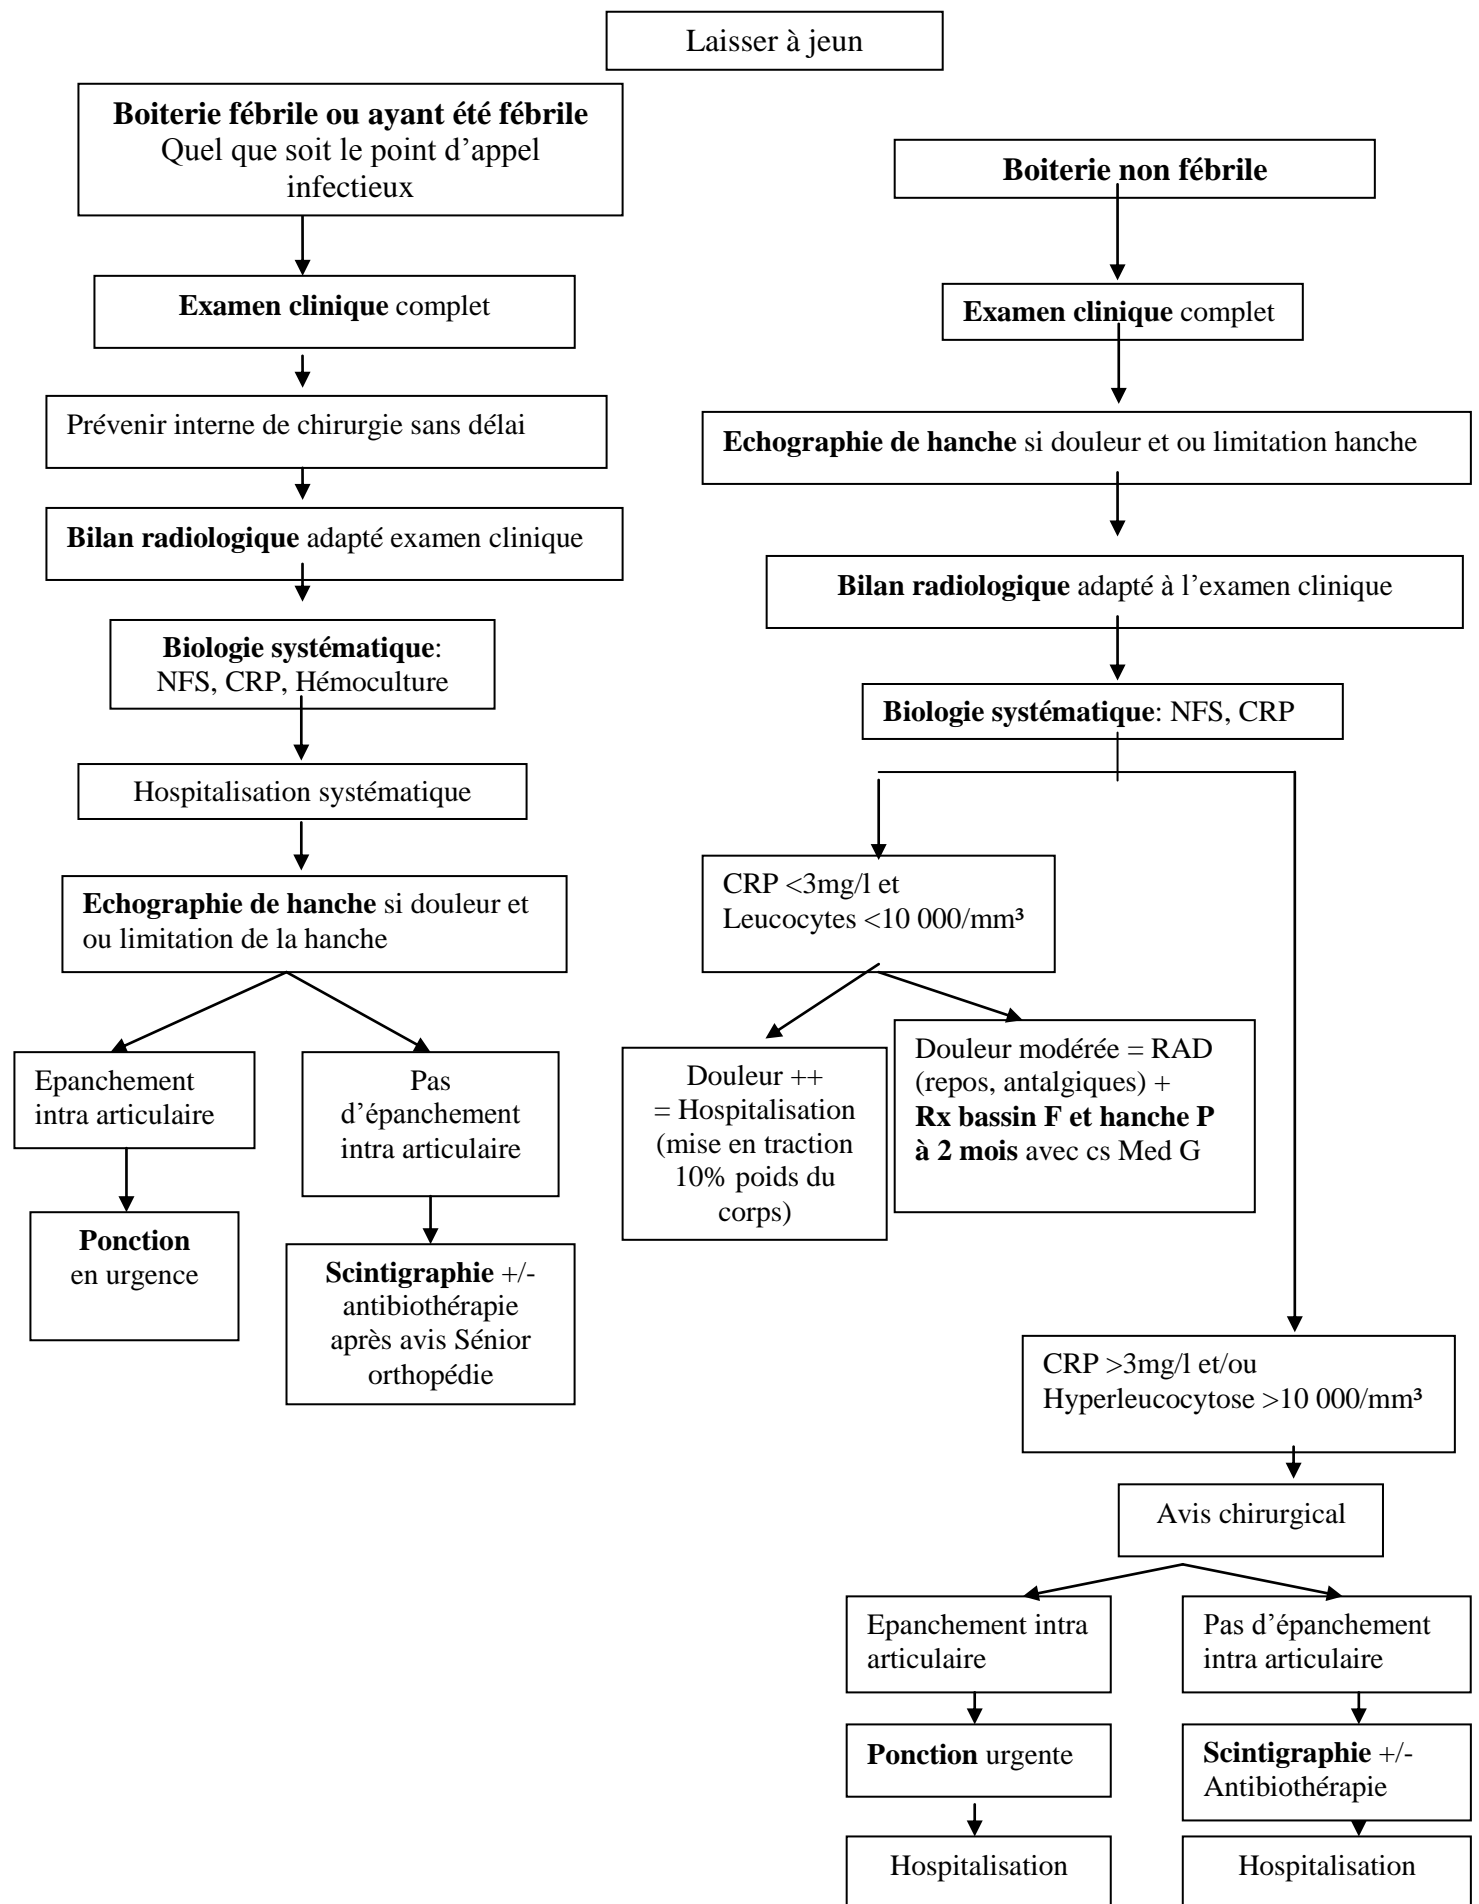 Laisser à jeun
Boiterie fébrile ou ayant été fébrile
Quel que soit le point d’appel
infectieux
Examen clinique complet
Prévenir interne de chirurgie sans délai
Bilan radiologique adapté examen clinique
Biologie systématique:
NFS, CRP, Hémoculture
Hospitalisation systématique
Echographie de hanche si douleur et
ou limitation de la hanche
Epanchement
intra articulaire
Ponction
en urgence
Pas
d’épanchement
intra articulaire
Scintigraphie +/-
antibiothérapie
après avis Sénior
orthopédie
Boiterie non fébrile
Examen clinique complet
Echographie de hanche si douleur et ou limitation hanche
Bilan radiologique adapté à l’examen clinique
Biologie systématique: NFS, CRP
CRP <3mg/l et
Leucocytes <10 000/mm³
Douleur ++
= Hospitalisation
(mise en traction
10% poids du
corps)
Douleur modérée = RAD
(repos, antalgiques) +
Rx bassin F et hanche P
à 2 mois avec cs Med G
CRP >3mg/l et/ou
Hyperleucocytose >10 000/mm³
Avis chirurgical
Epanchement intra
articulaire
Ponction urgente
Hospitalisation
Pas d’épanchement
intra articulaire
Scintigraphie +/-
Antibiothérapie
Hospitalisation